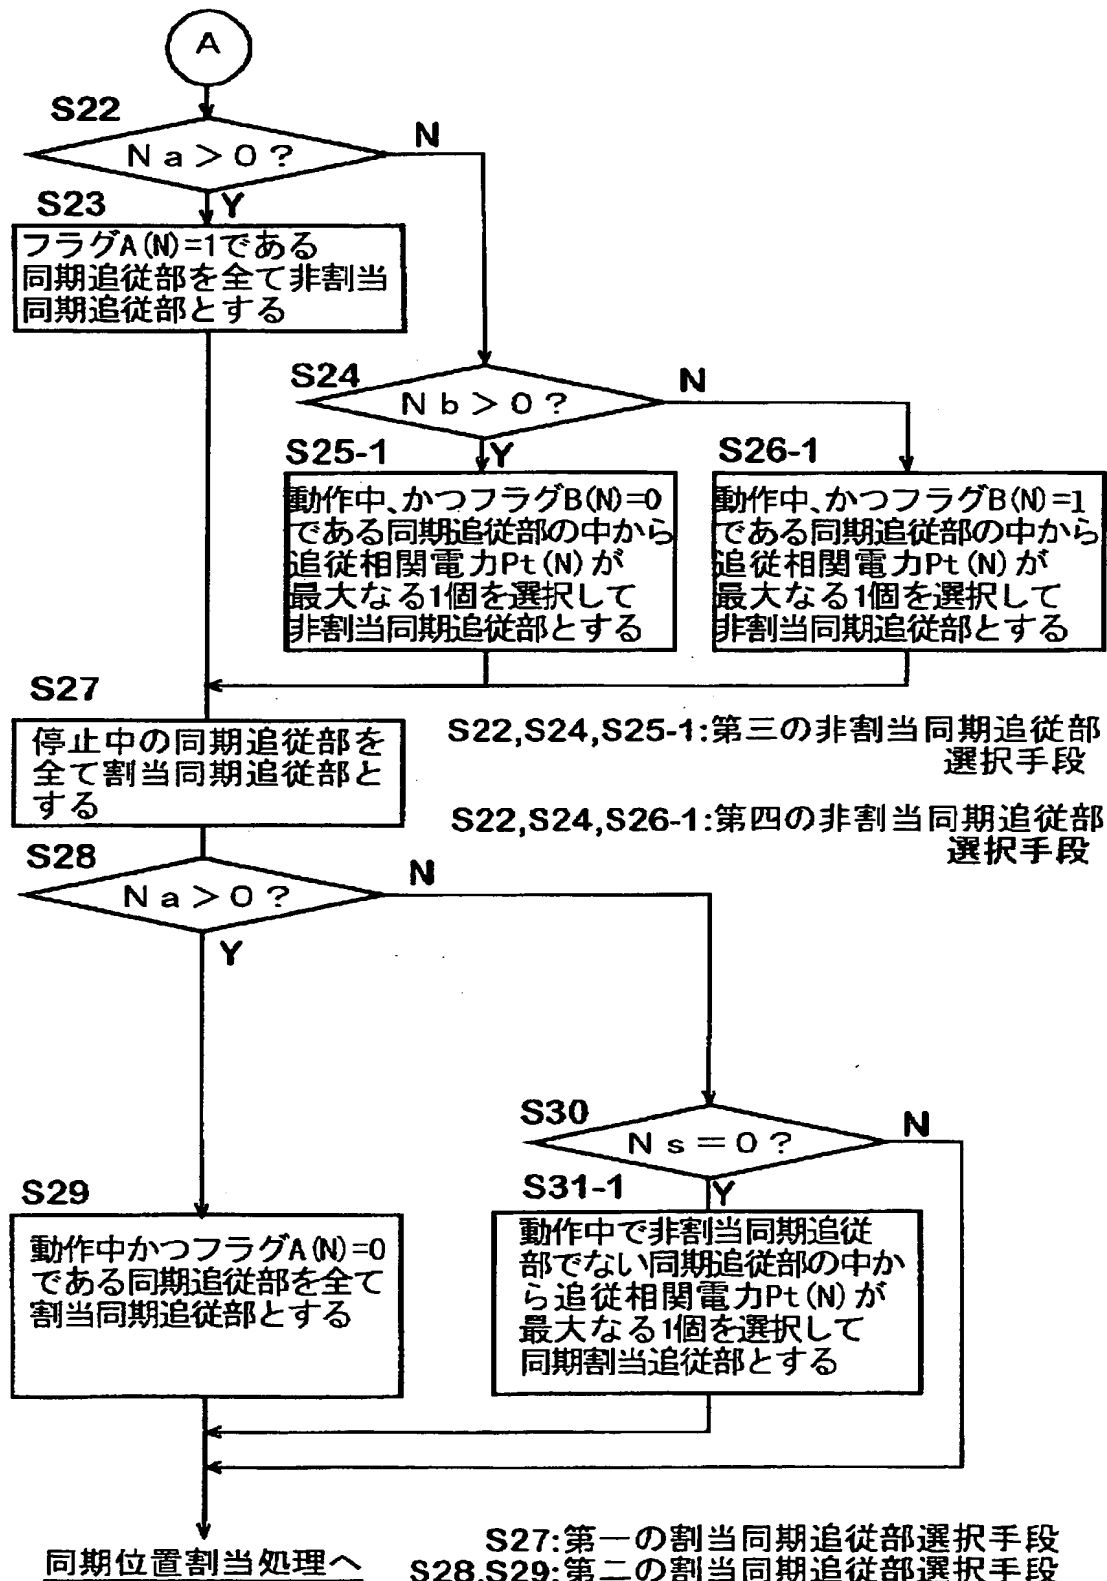 A
S22
Na>0?
N
Y
S23
フラグA(N)=1である
同期追従部を全て非割当
同期追従部とする
S24
Nb>0?
N
Y
S25-1
動作中、かつフラグB(N)=0
である同期追従部の中から
追従相関電力Pt(N)が
最大なる1個を選択して
非割当同期追従部とする
S26-1
動作中、かつフラグB(N)=1
である同期追従部の中から
追従相関電力Pt(N)が
最大なる1個を選択して
非割当同期追従部とする
S27
停止中の同期追従部を
全て割当同期追従部と
する
S22,S24,S25-1:第三の非割当同期追従部
選択手段
S22,S24,S26-1:第四の非割当同期追従部
選択手段
S28
Na>0?
N
Y
S30
Ns=0?
N
Y
S29
動作中かつフラグA(N)=0
である同期追従部を全て
割当同期追従部とする
S31-1
動作中で非割当同期追従
部でない同期追従部の中か
ら追従相関電力Pt(N)が
最大なる1個を選択して
同期割当追従部とする
同期位置割当処理へ
S27:第一の割当同期追従部選択手段
S28,S29:第二の割当同期追従部選択手段